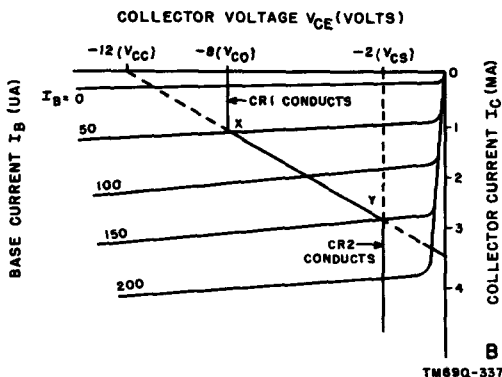 COLLECTOR VOLTAGE VCE (VOLTS)
-12 (VCC) -8 (VCO) -2 (VCS)
IB= 0
50
100
150
200
CR1 CONDUCTS
X
Y
CR2
CONDUCTS
0
1
2
3
4
BASE CURRENT IB (UA)
COLLECTOR CURRENT IC (MA)
B
TM690-337